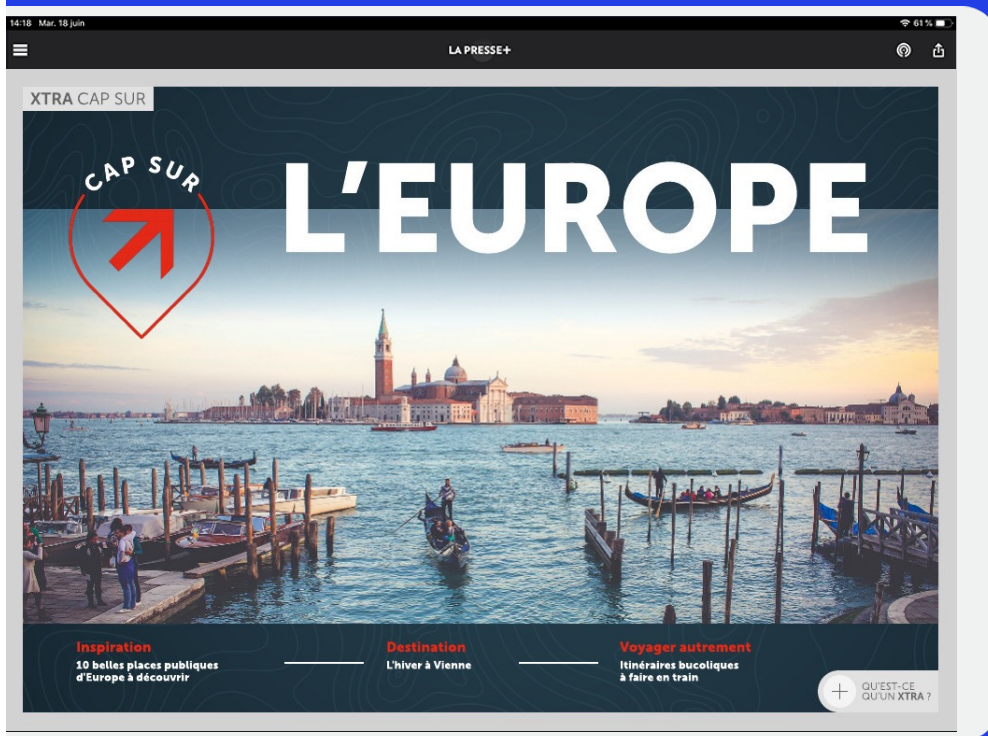 14:18 Mar. 18 juin
61 %
LA PRESSE+
XTRA CAP SUR
CAP SUR
L'EUROPE
Inspiration
10 belles places publiques
d'Europe à découvrir
Destination
L'hiver à Vienne
Voyager autrement
Itinéraires bucoliques
à faire en train
QU'EST-CE
QU'UN XTRA ?